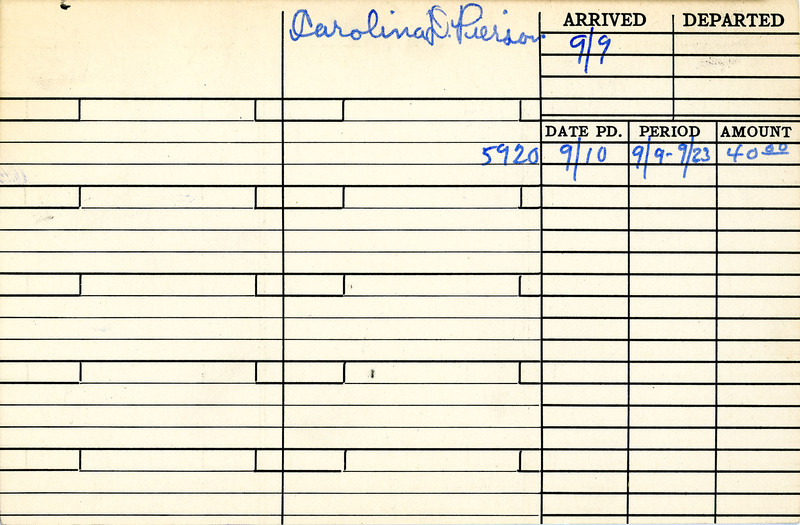 Carolina D. Pierson
ARRIVED DEPARTED
9/9
DATE PD. PERIOD AMOUNT
5920 9/10 9/9-9/23 40 00